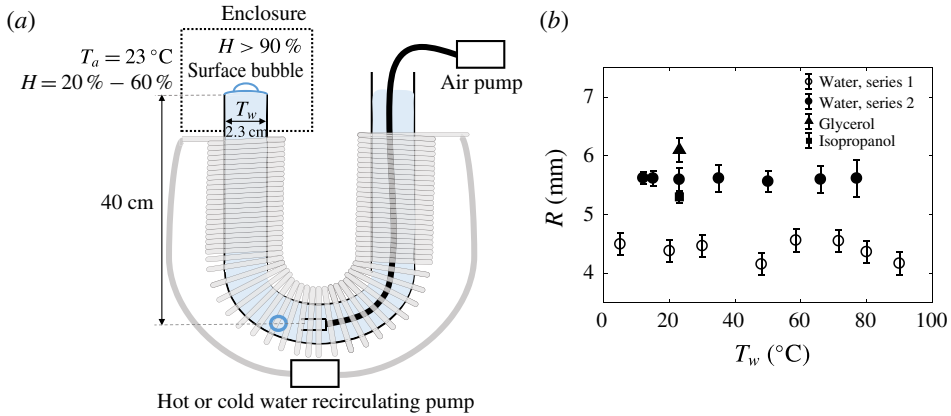 (a)
Enclosure
H > 90 %
Surface bubble
T_a = 23 °C
H = 20 % – 60 %
T_w
2.3 cm
Air pump
40 cm
Hot or cold water recirculating pump
(b)
Water, series 1
Water, series 2
Glycerol
Isopropanol
7
6
5
4
R (mm)
0 20 40 60 80 100
T_w (°C)